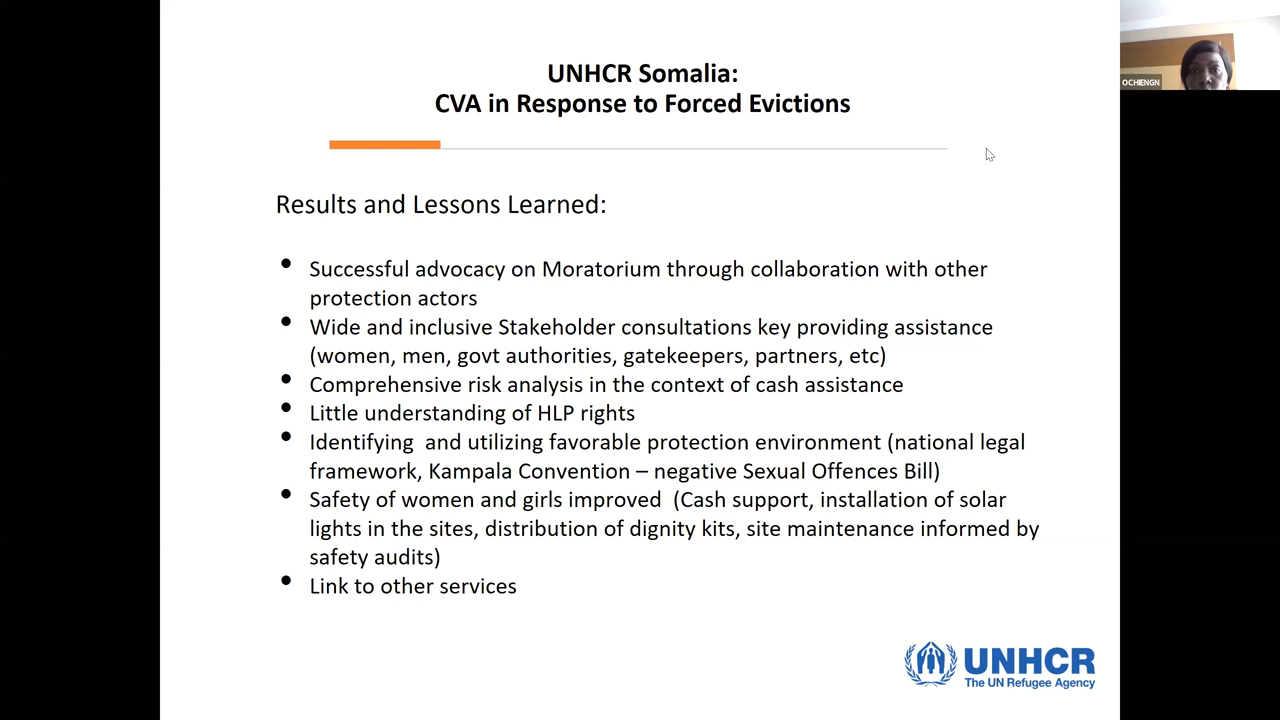 UNHCR Somalia:
CVA in Response to Forced Evictions
OCHIENGN
Results and Lessons Learned:
• Successful advocacy on Moratorium through collaboration with other
protection actors
• Wide and inclusive Stakeholder consultations key providing assistance
(women, men, govt authorities, gatekeepers, partners, etc)
• Comprehensive risk analysis in the context of cash assistance
• Little understanding of HLP rights
• Identifying  and utilizing favorable protection environment (national legal
framework, Kampala Convention – negative Sexual Offences Bill)
• Safety of women and girls improved  (Cash support, installation of solar
lights in the sites, distribution of dignity kits, site maintenance informed by
safety audits)
• Link to other services
UNHCR
The UN Refugee Agency